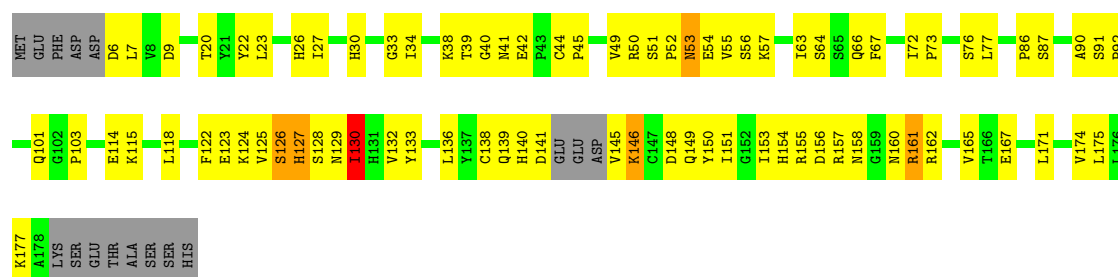 MET GLU PHE ASP ASP D6 L7 V8 D9 T20 Y21 Y22 L23 H26 I27 H30 G33 I34 K38 T39 G40 N41 E42 P43 C44 P45 V49 R50 S51 P52 N53 E54 V55 S56 K57 I63 S64 S65 Q66 F67 I72 P73 S76 L77 P86 S87 A90 S91 P92
Q101 G102 P103 E114 K115 L118 F122 E123 K124 V125 S126 H127 S128 N129 I130 H131 V132 Y133 L136 Y137 C138 Q139 H140 D141 GLU GLU ASP V145 K146 C147 D148 Q149 Y150 I151 G152 I153 H154 R155 D156 R157 N158 G159 N160 R161 R162 V165 T166 E167 L171 V174 L175 L176
K177 A178 LYS SER GLU THR ALA SER SER HIS